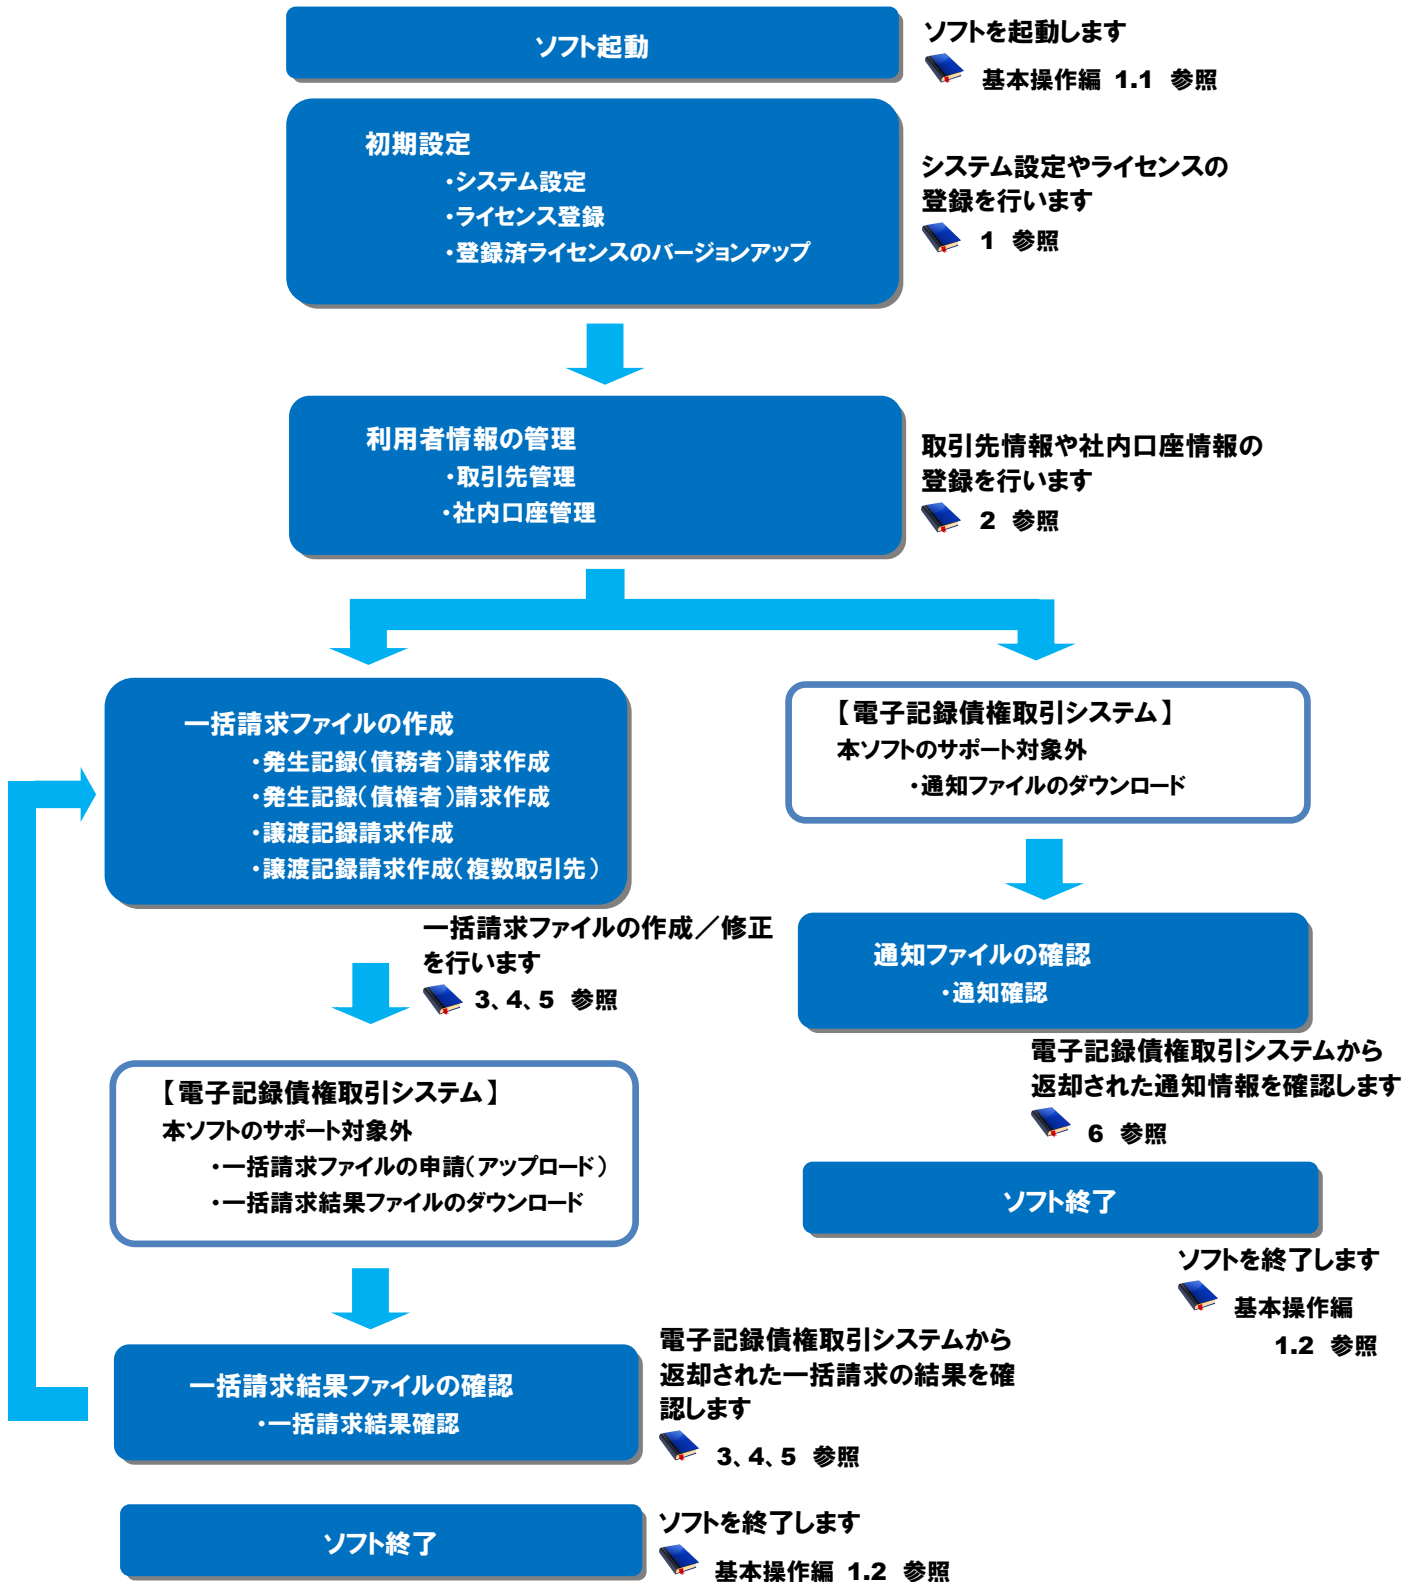 ソフト起動
ソフトを起動します
基本操作編 1.1 参照
初期設定
・システム設定
・ライセンス登録
・登録済ライセンスのバージョンアップ
システム設定やライセンスの
登録を行います
1 参照
利用者情報の管理
・取引先管理
・社内口座管理
取引先情報や社内口座情報の
登録を行います
2 参照
一括請求ファイルの作成
・発生記録(債務者)請求作成
・発生記録(債権者)請求作成
・譲渡記録請求作成
・譲渡記録請求作成(複数取引先)
一括請求ファイルの作成／修正
を行います
3、4、5 参照
【電子記録債権取引システム】
本ソフトのサポート対象外
・一括請求ファイルの申請(アップロード)
・一括請求結果ファイルのダウンロード
一括請求結果ファイルの確認
・一括請求結果確認
電子記録債権取引システムから
返却された一括請求の結果を確
認します
3、4、5 参照
ソフト終了
ソフトを終了します
基本操作編 1.2 参照
【電子記録債権取引システム】
本ソフトのサポート対象外
・通知ファイルのダウンロード
通知ファイルの確認
・通知確認
電子記録債権取引システムから
返却された通知情報を確認します
6 参照
ソフト終了
ソフトを終了します
基本操作編
1.2 参照